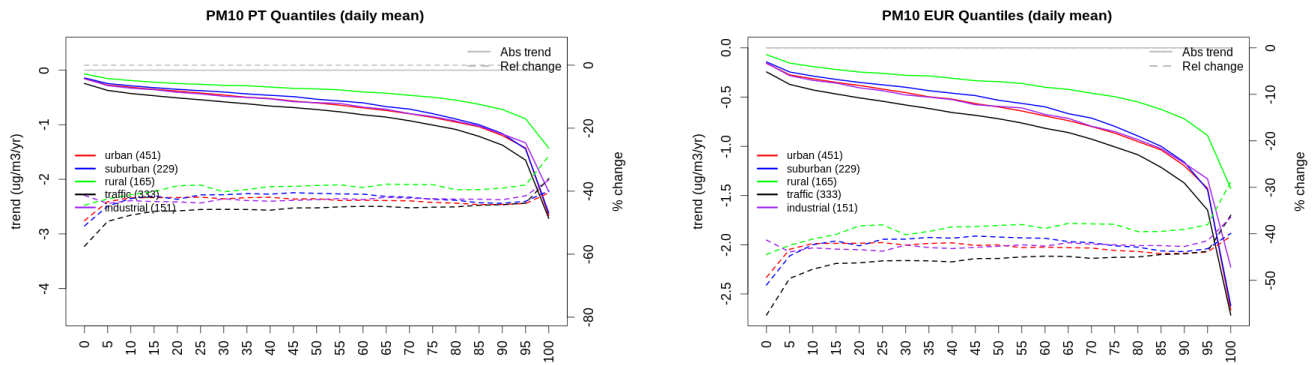 PM10 PT Quantiles (daily mean)
trend (ug/m3/yr)
0
-1
-2
-3
-4
Abs trend
Rel change
urban (451)
suburban (229)
rural (165)
traffic (333)
industrial (151)
0
-20
-40
-60
-80
% change
0 5 10 15 20 25 30 35 40 45 50 55 60 65 70 75 80 85 90 95 100
PM10 EUR Quantiles (daily mean)
trend (ug/m3/yr)
0.0
-0.5
-1.0
-1.5
-2.0
-2.5
Abs trend
Rel change
urban (451)
suburban (229)
rural (165)
traffic (333)
industrial (151)
0
-10
-20
-30
-40
-50
% change
0 5 10 15 20 25 30 35 40 45 50 55 60 65 70 75 80 85 90 95 100